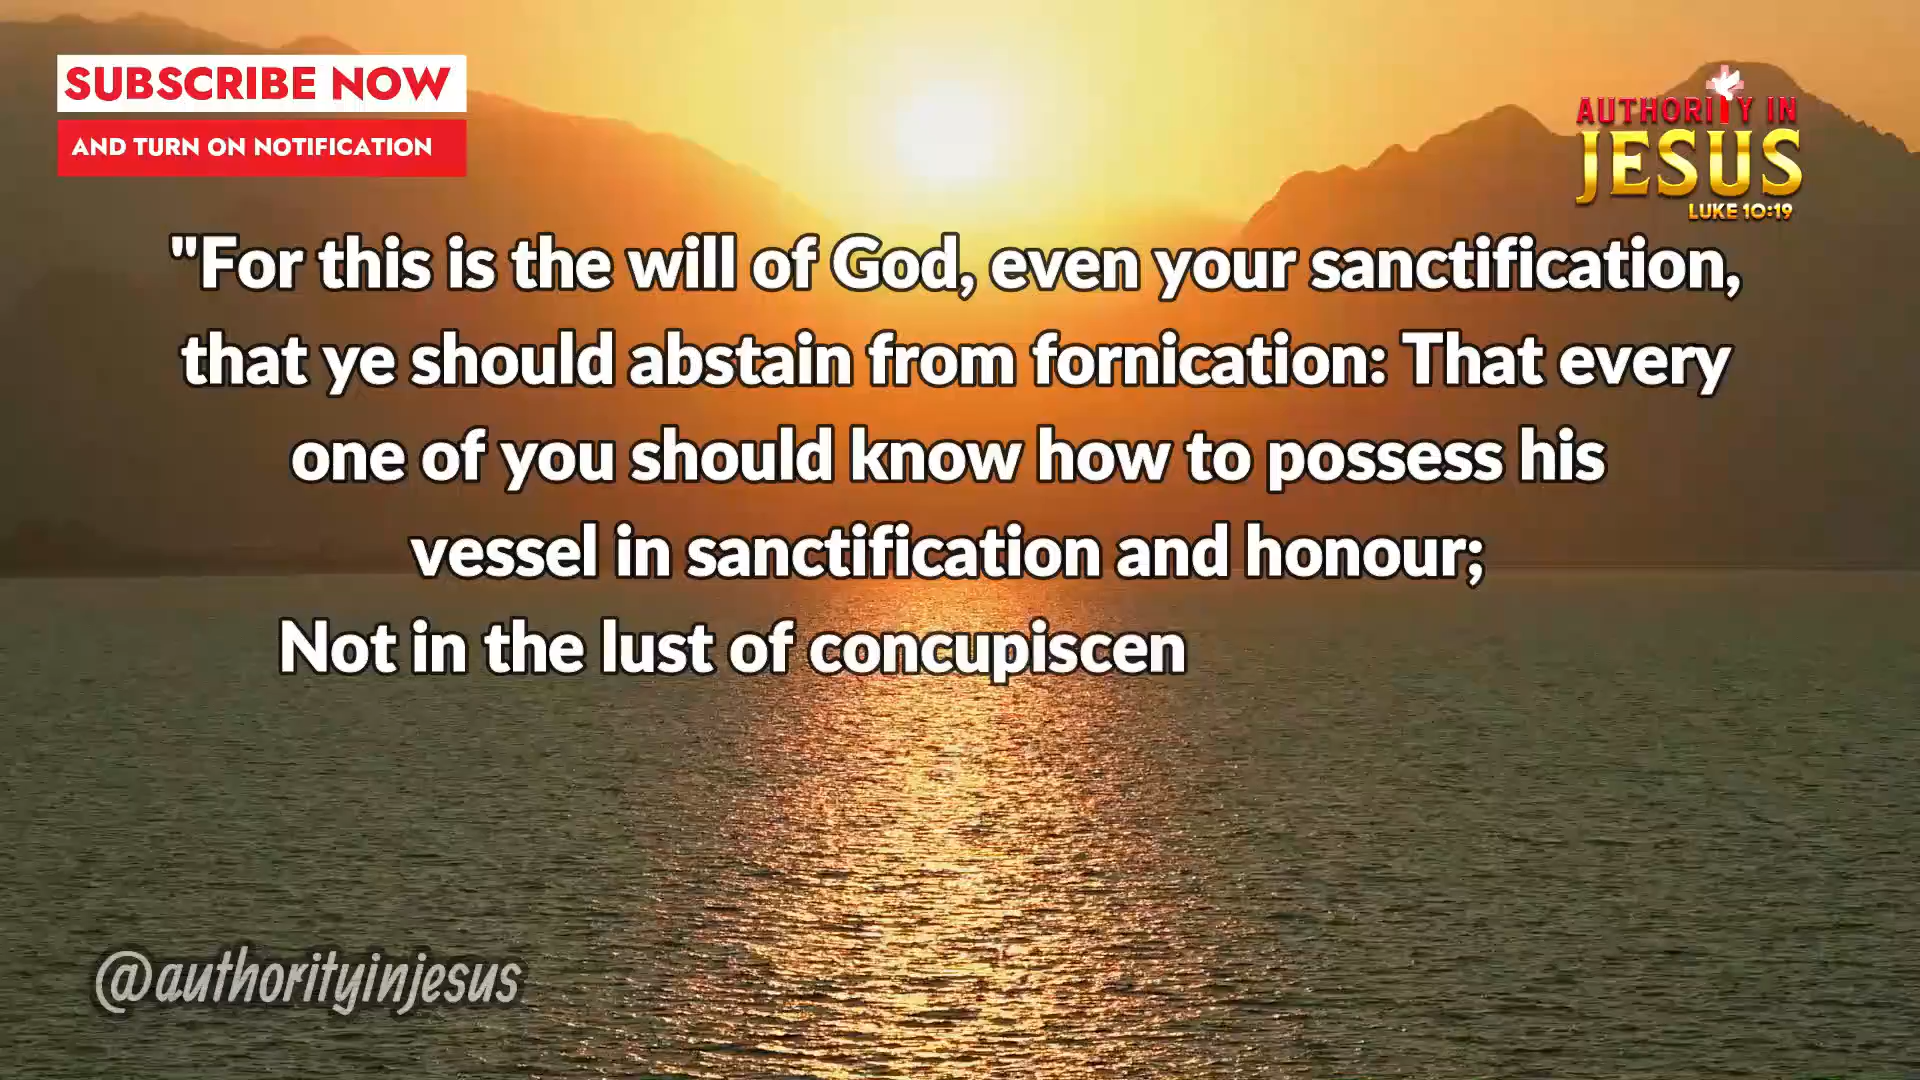 SUBSCRIBE NOW
AND TURN ON NOTIFICATION
AUTHORITY IN
JESUS
LUKE 10:19
"For this is the will of God, even your sanctification,
that ye should abstain from fornication: That every
one of you should know how to possess his
vessel in sanctification and honour;
Not in the lust of concupiscen
@authorityinjesus